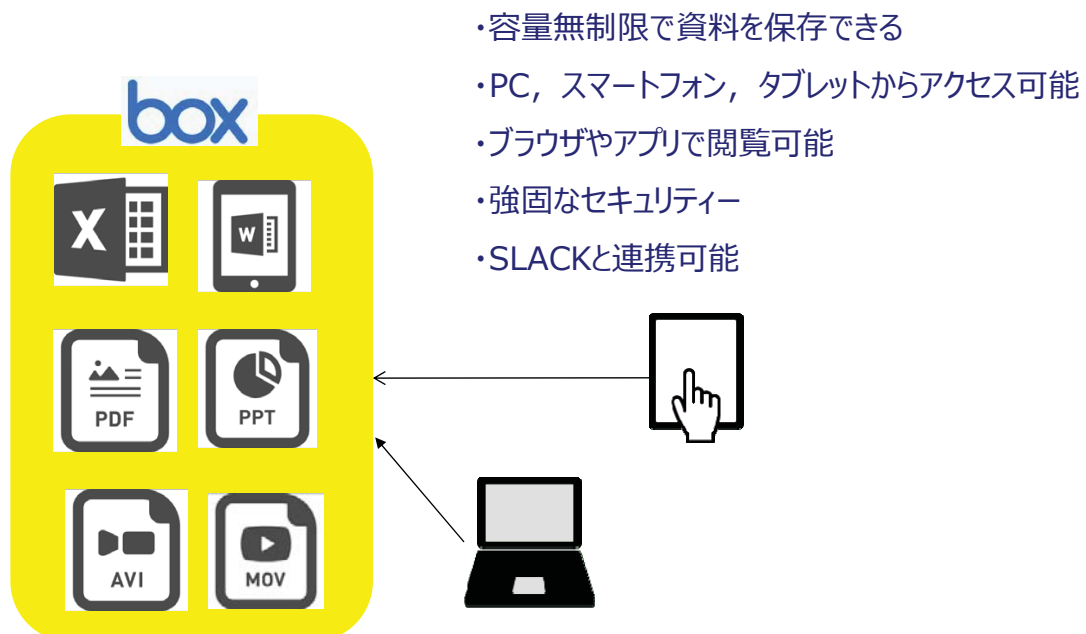 ・容量無制限で資料を保存できる
・PC，スマートフォン，タブレットからアクセス可能
・ブラウザやアプリで閲覧可能
・強固なセキュリティー
・SLACKと連携可能
box
X
W
PDF
PPT
AVI
MOV